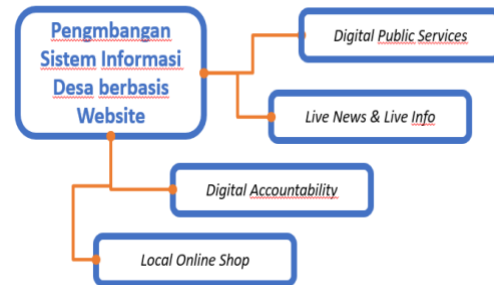 Pengmbangan
Sistem Informasi
Desa berbasis
Website
Digital Public Services
Live News & Live Info
Digital Accountability
Local Online Shop